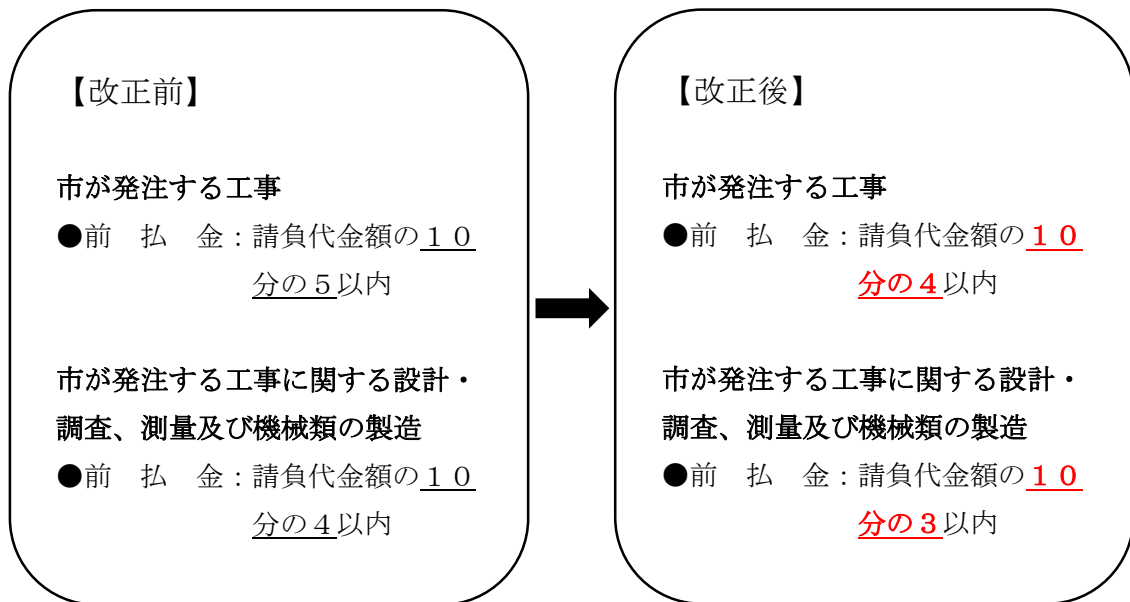 【改正前】
市が発注する工事
●前　払　金：請負代金額の１０
分の５以内
市が発注する工事に関する設計・
調査、測量及び機械類の製造
●前　払　金：請負代金額の１０
分の４以内
【改正後】
市が発注する工事
●前　払　金：請負代金額の１０
分の４以内
市が発注する工事に関する設計・
調査、測量及び機械類の製造
●前　払　金：請負代金額の１０
分の３以内